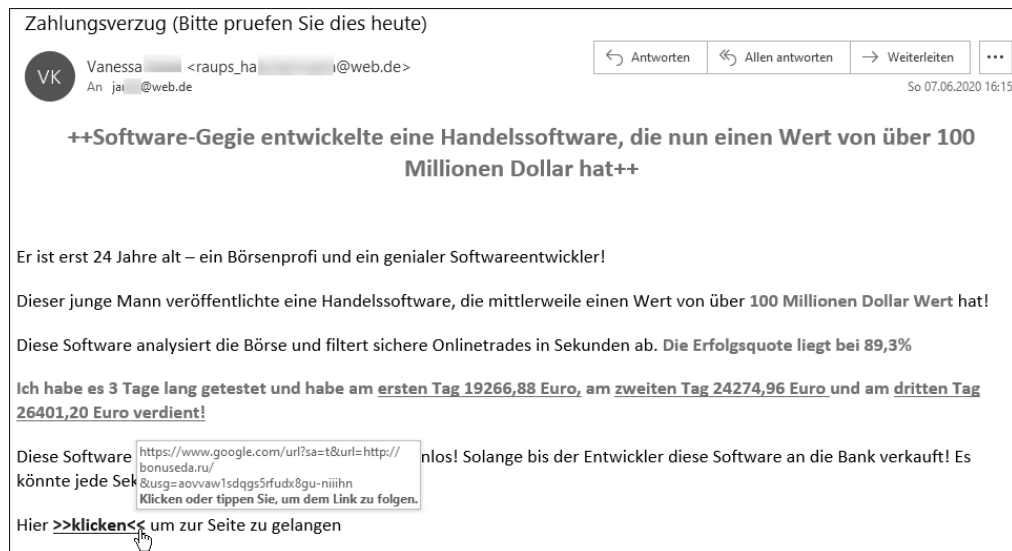 Zahlungsverzug (Bitte pruefen Sie dies heute)
VK
Vanessa <raups_ha @web.de>
An ja @web.de
Antworten
Allen antworten
Weiterleiten
...
So 07.06.2020 16:15
++Software-Gegie entwickelte eine Handelssoftware, die nun einen Wert von über 100
Millionen Dollar hat++
Er ist erst 24 Jahre alt – ein Börsenprofi und ein genialer Softwareentwickler!
Dieser junge Mann veröffentlichte eine Handelssoftware, die mittlerweile einen Wert von über 100 Millionen Dollar Wert hat!
Diese Software analysiert die Börse und filtert sichere Onlinetrades in Sekunden ab. Die Erfolgsquote liegt bei 89,3%
Ich habe es 3 Tage lang getestet und habe am ersten Tag 19266,88 Euro, am zweiten Tag 24274,96 Euro und am dritten Tag
26401,20 Euro verdient!
Diese Software nlos! Solange bis der Entwickler diese Software an die Bank verkauft! Es
könnte jede Sek
https://www.google.com/url?sa=t&url=http://
bonuseda.ru/
&usg=aovvaw1sdqgs5rfudx8gu-niiihn
Klicken oder tippen Sie, um dem Link zu folgen.
Hier >>klicken<< um zur Seite zu gelangen